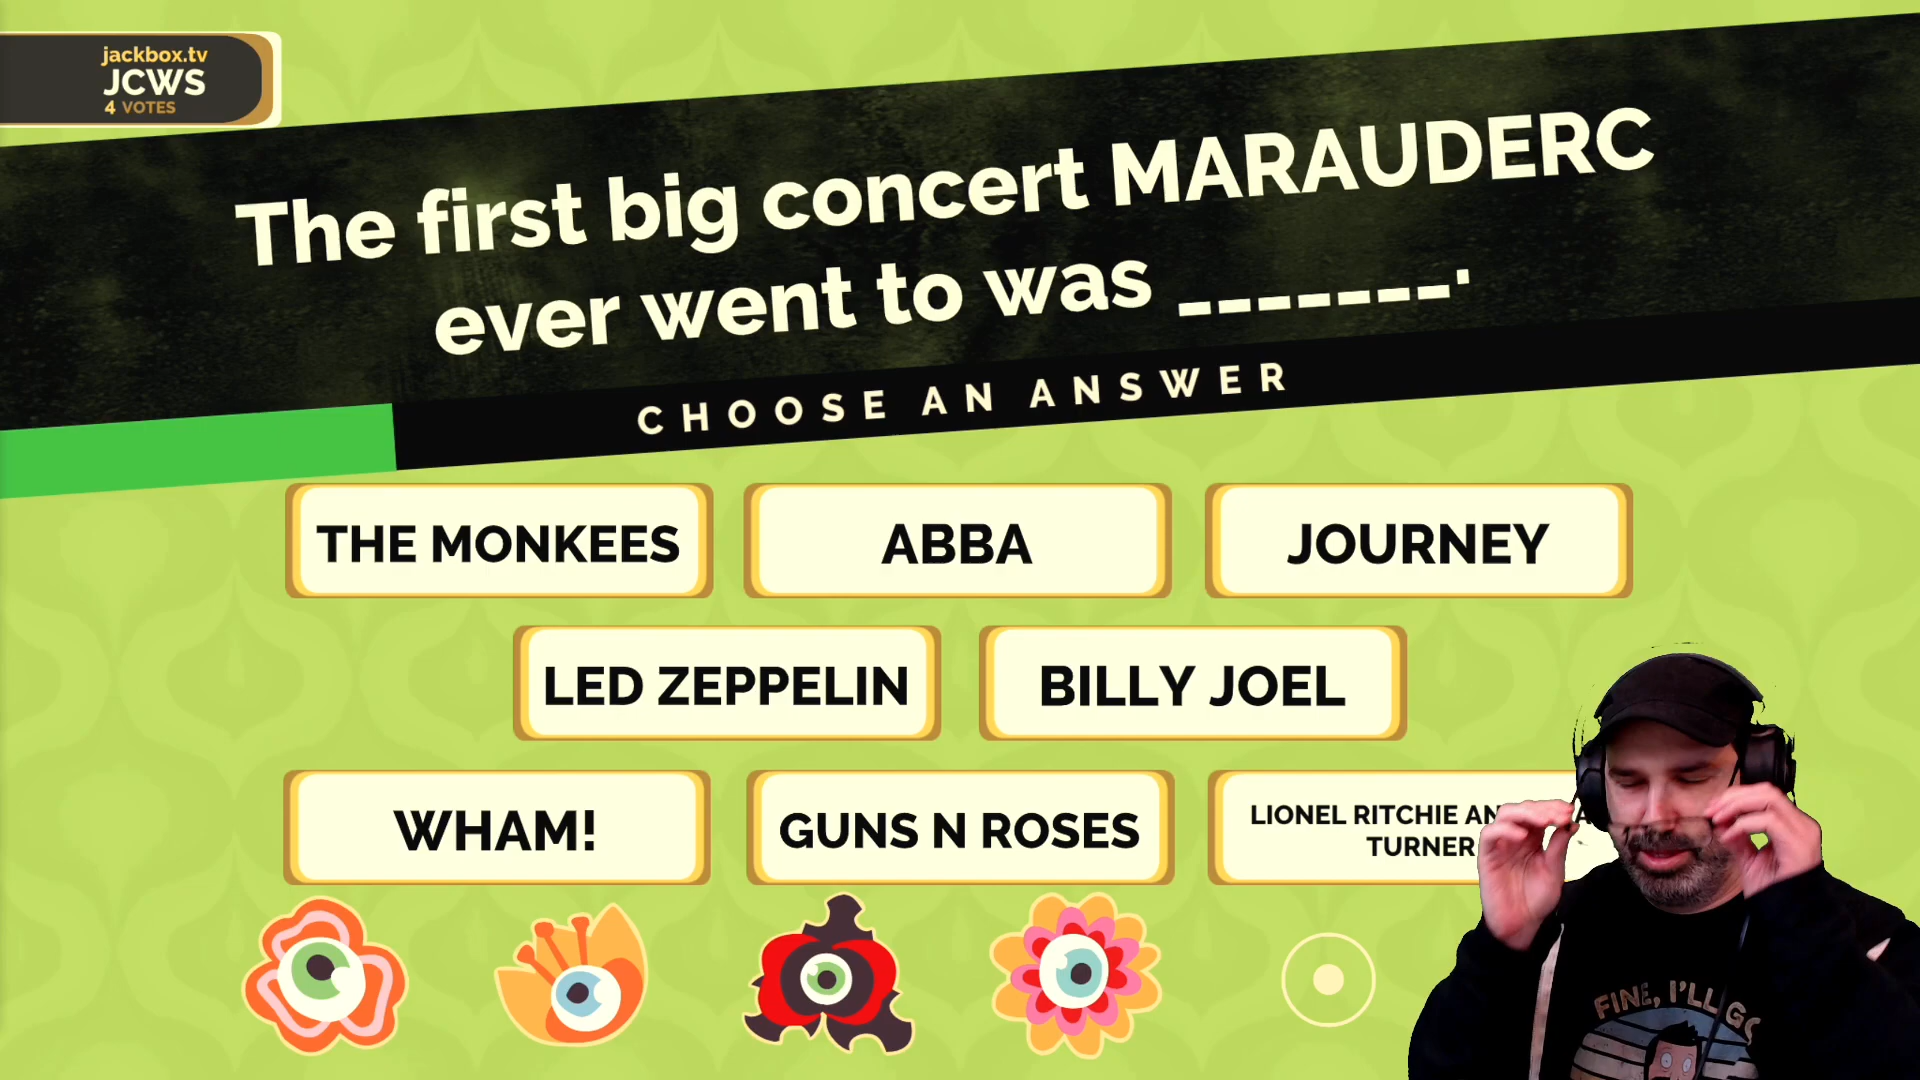 jackbox.tv
JCWS
4 VOTES
The first big concert MARAUDERC
ever went to was _______.
CHOOSE AN ANSWER
THE MONKEES
ABBA
JOURNEY
LED ZEPPELIN
BILLY JOEL
WHAM!
GUNS N ROSES
LIONEL RITCHIE
TURNER
FINE, I'LL